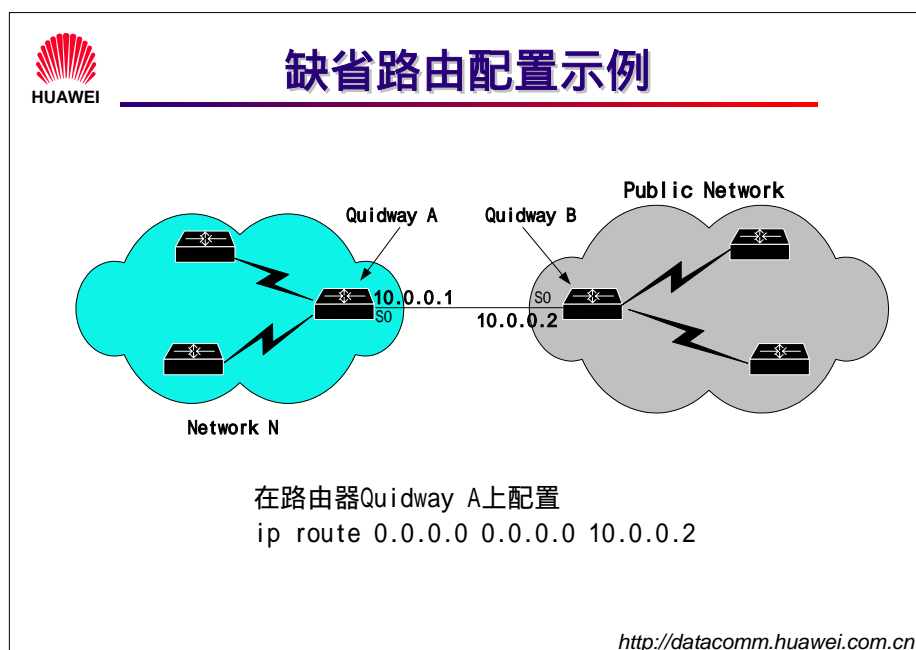 缺省路由配置示例
HUAWEI
Public Network
Quidway A
Quidway B
10.0.0.1
S0
S0
10.0.0.2
Network N
在路由器Quidway A上配置
ip route 0.0.0.0 0.0.0.0 10.0.0.2
http://datacomm.huawei.com.cn